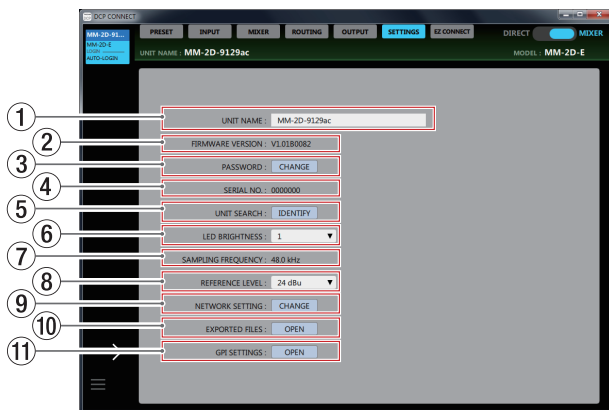 DCP CONNECT
MM-2D-91...
MM-2D-E
LOGIN
AUTO-LOGIN
PRESET INPUT MIXER ROUTING OUTPUT SETTINGS EZ CONNECT DIRECT MIXER
UNIT NAME : MM-2D-9129ac MODEL : MM-2D-E
1 UNIT NAME : MM-2D-9129ac
2 FIRMWARE VERSION : V1.01B0082
3 PASSWORD : CHANGE
4 SERIAL NO. : 0000000
5 UNIT SEARCH : IDENTIFY
6 LED BRIGHTNESS : 1
7 SAMPLING FREQUENCY : 48.0 kHz
8 REFERENCE LEVEL : 24 dBu
9 NETWORK SETTING : CHANGE
10 EXPORTED FILES : OPEN
11 GPI SETTINGS : OPEN